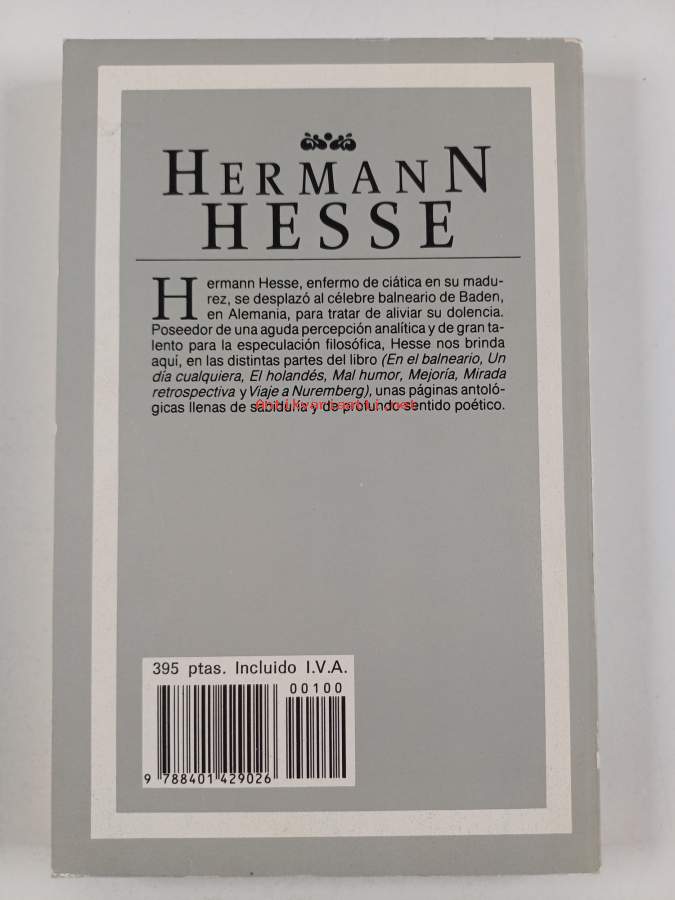 HERMANN
HESSE
Hermann Hesse, enfermo de ciática en su madu-
rez, se desplazó al célebre balneario de Baden,
en Alemania, para tratar de aliviar su dolencia.
Poseedor de una aguda percepción analítica y de gran ta-
lento para la especulación filosófica, Hesse nos brinda
aquí, en las distintas partes del libro (En el balneario, Un
día cualquiera, El holandés, Mal humor, Mejoría, Mirada
retrospectiva y Viaje a Nuremberg), unas páginas antoló-
gicas llenas de sabiduría y de profundo sentido poético.
Antikvariaatti.net
395 ptas. Incluido I.V.A.
00100
9 788401 429026